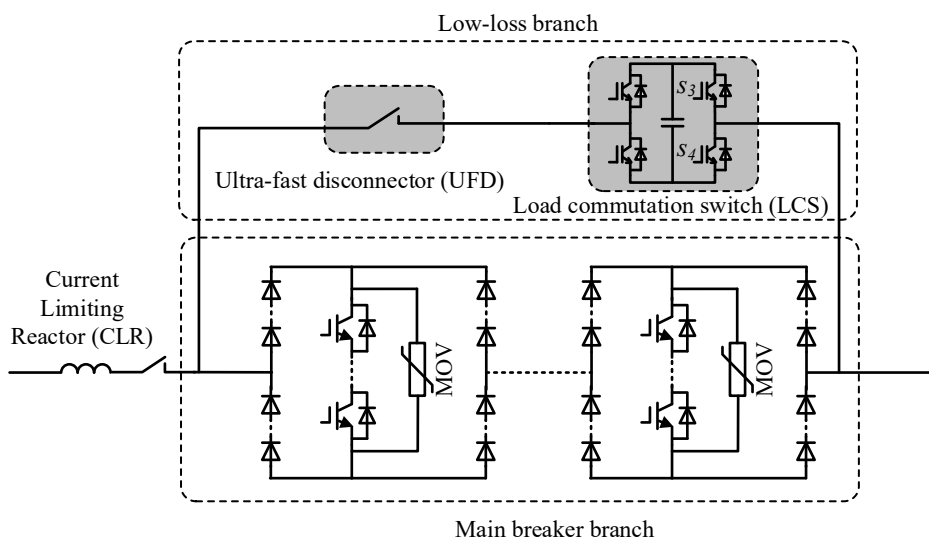 Low-loss branch
S3
S4
Ultra-fast disconnector (UFD)
Load commutation switch (LCS)
Current
Limiting
Reactor (CLR)
MOV
MOV
Main breaker branch